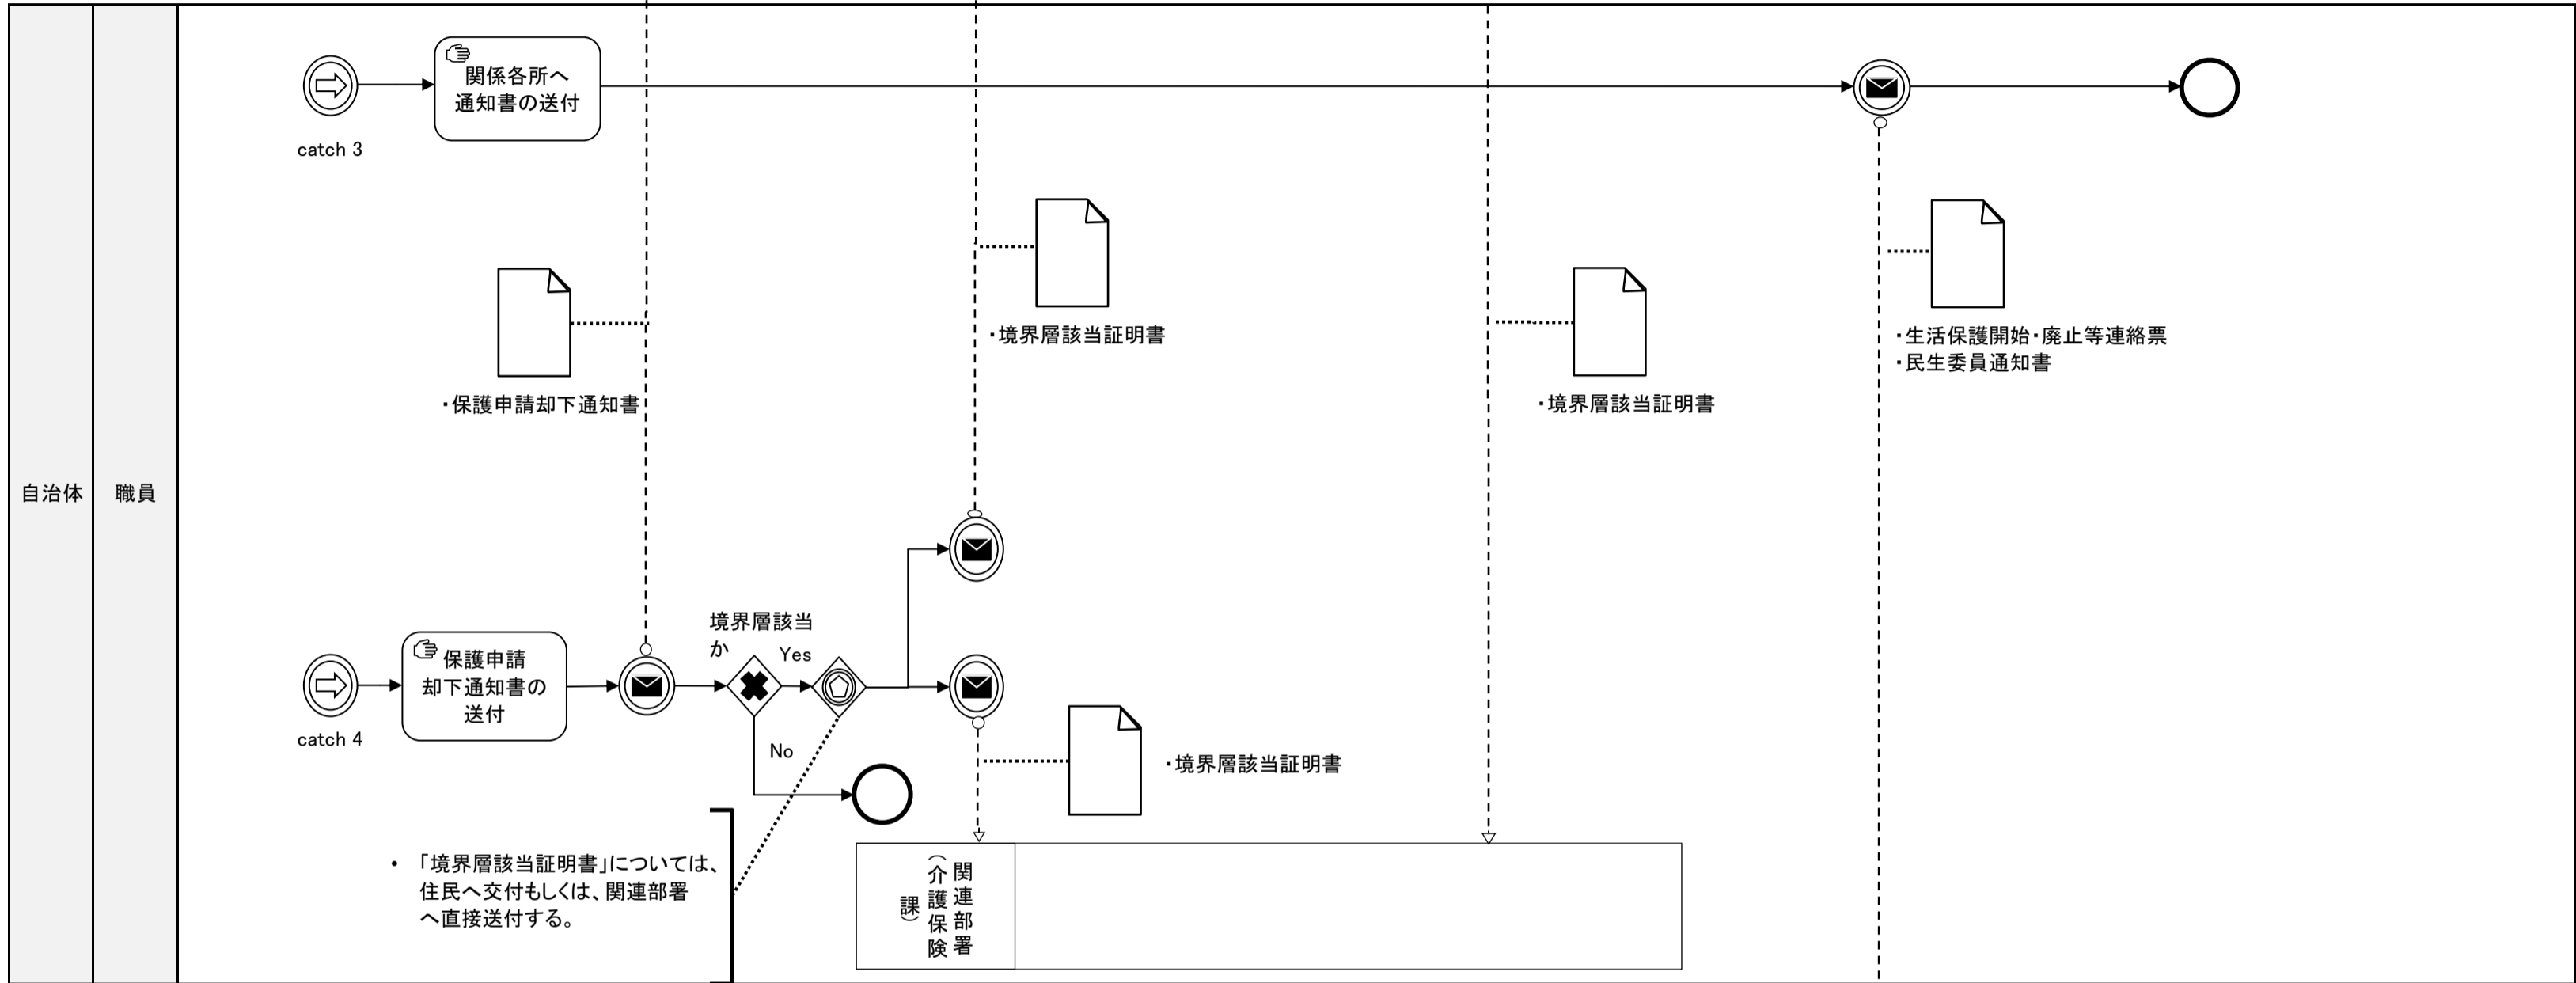 関係各所へ
通知書の送付
catch 3
・境界層該当証明書
・生活保護開始・廃止等連絡票
・民生委員通知書
・保護申請却下通知書
・境界層該当証明書
自治体
職員
境界層該当
か
Yes
保護申請
却下通知書の
送付
catch 4
No
・境界層該当証明書
• 「境界層該当証明書」については、
住民へ交付もしくは、関連部署
へ直接送付する。
関連部署
（介護保険
課）